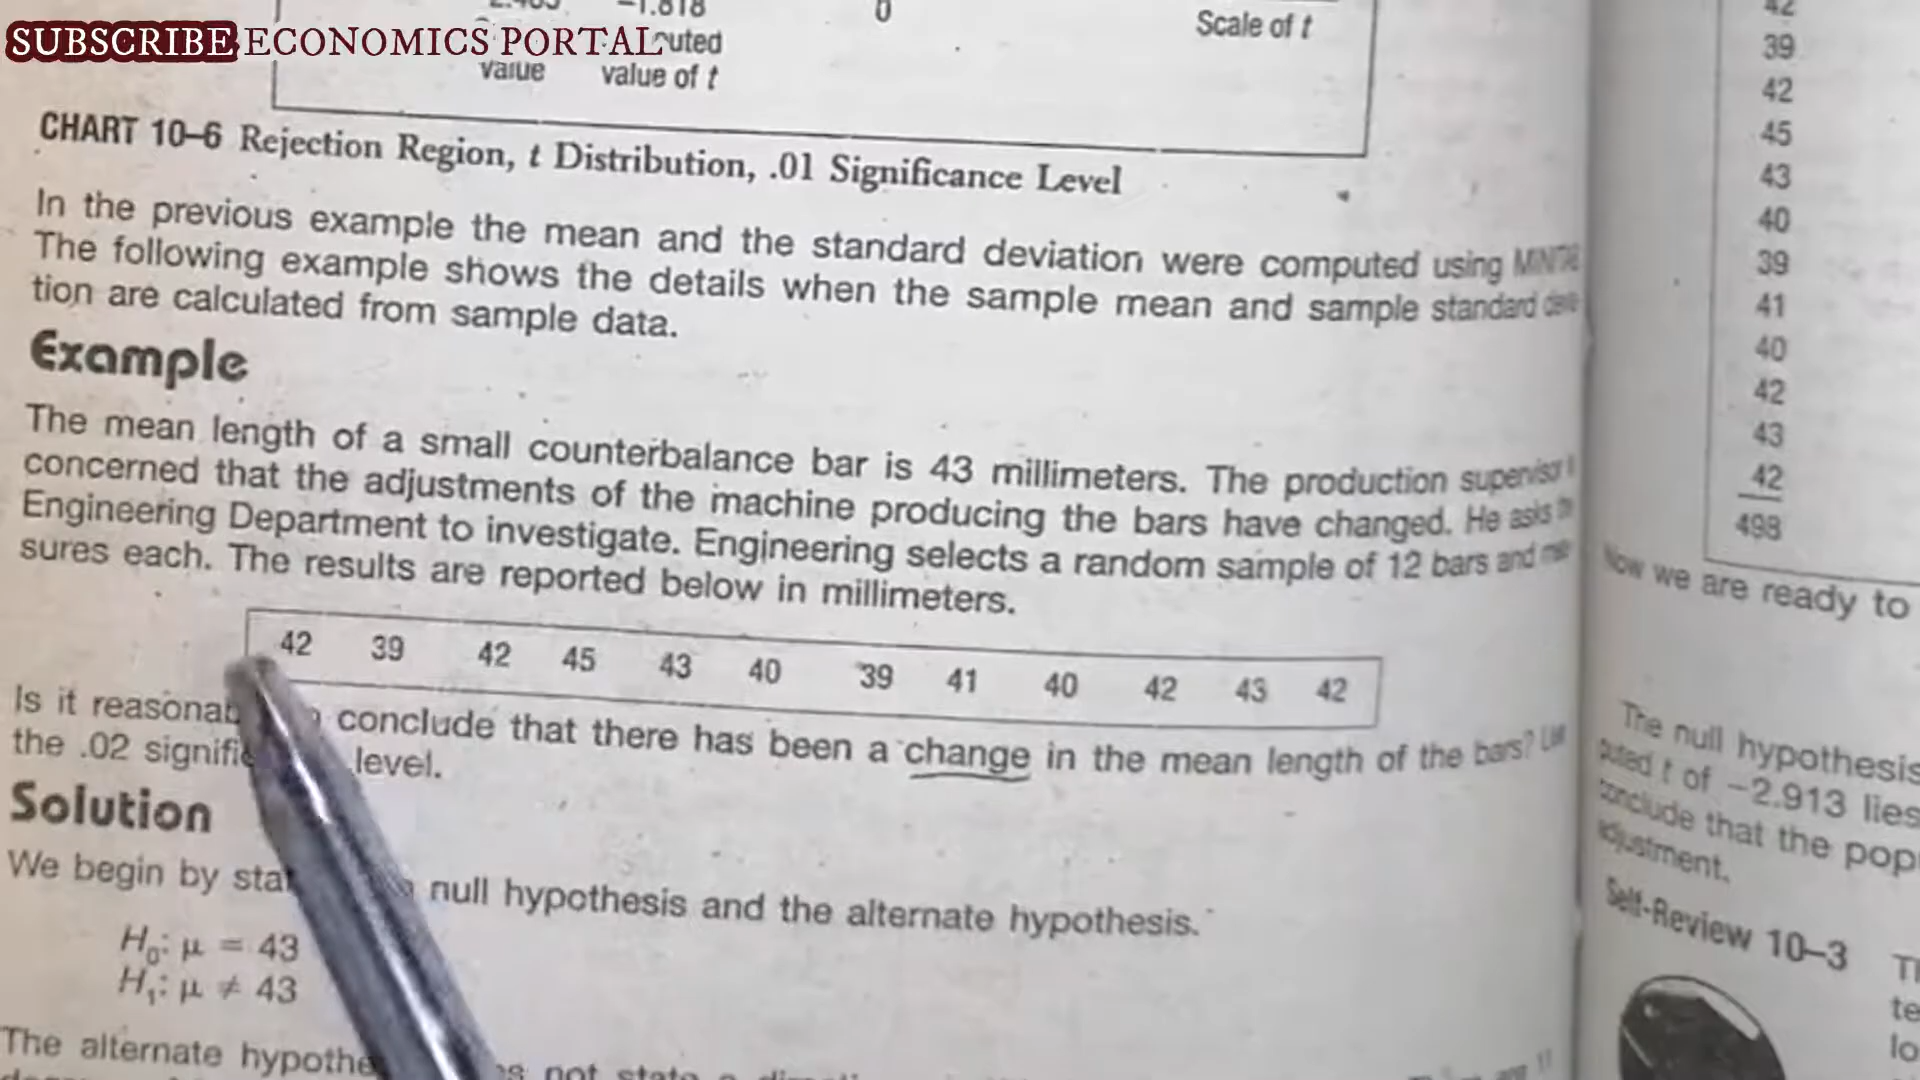 SUBSCRIBE ECONOMICS PORTAL
-1.818
0
Scale of t
value
value of t
CHART 10–6 Rejection Region, t Distribution, .01 Significance Level
In the previous example the mean and the standard deviation were computed using
The following example shows the details when the sample mean and sample standard
tion are calculated from sample data.
Example
The mean length of a small counterbalance bar is 43 millimeters. The production supervisor
concerned that the adjustments of the machine producing the bars have changed. He asks
Engineering Department to investigate. Engineering selects a random sample of 12 bars and
sures each. The results are reported below in millimeters.
42 39 42 45 43 40 39 41 40 42 43 42
Is it conclude that there has been a change in the mean length of the bars?
the .02 level.
Solution
We begin by null hypothesis and the alternate hypothesis.
H₀: μ = 43
H₁: μ ≠ 43
The alternate not state a
42
39
42
45
43
40
39
41
40
42
43
42
498
Now we are ready to
The null hypothesis
t of −2.913 lies
conclude that the
adjustment.
Self-Review 10–3